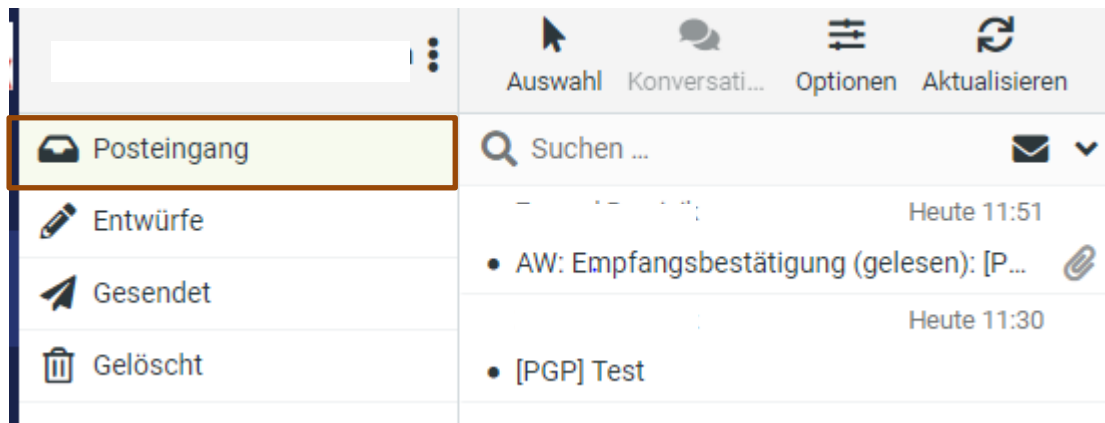 Auswahl Konversati... Optionen Aktualisieren
Posteingang
Suchen ...
Entwürfe
Heute 11:51
AW: Empfangsbestätigung (gelesen): [P...
Gesendet
Heute 11:30
Gelöscht
[PGP] Test